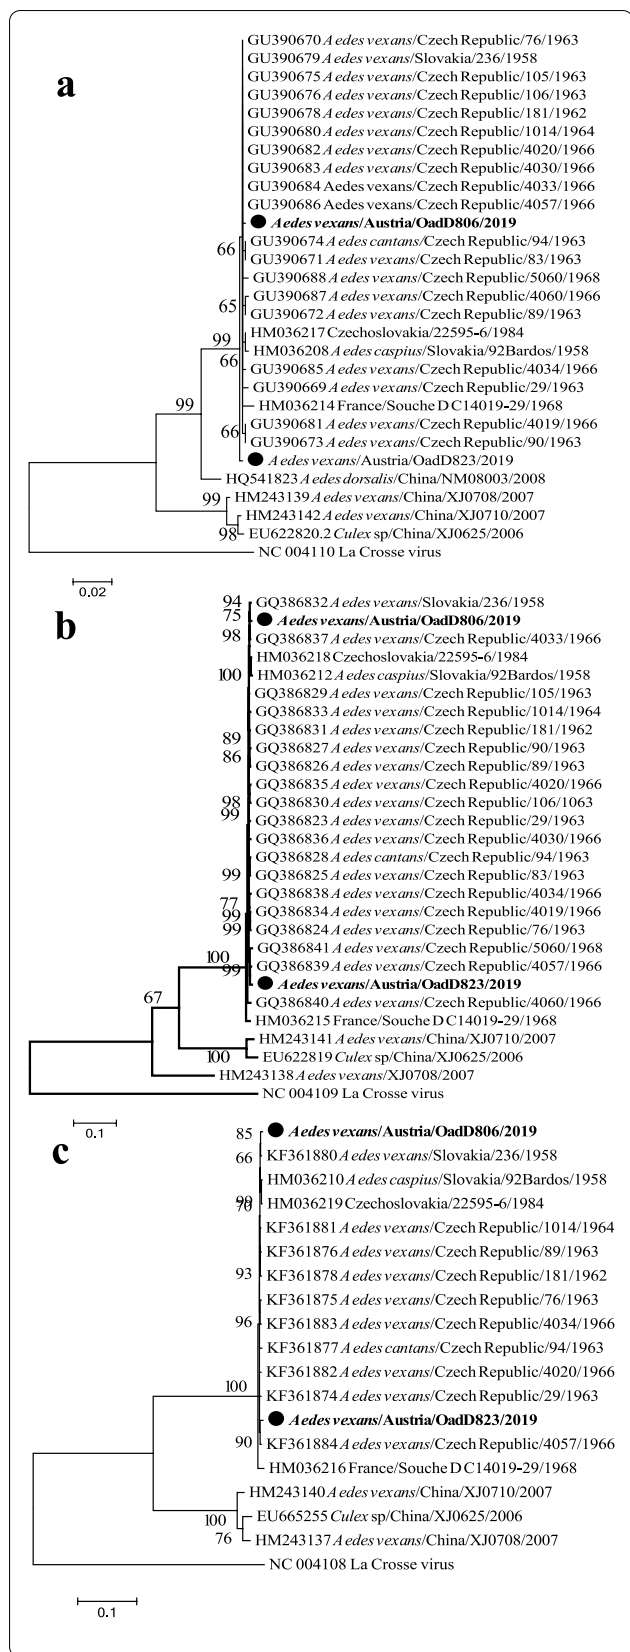 a
GU390670 Aedes vexans/Czech Republic/76/1963
GU390679 Aedes vexans/Slovakia/236/1958
GU390675 Aedes vexans/Czech Republic/105/1963
GU390676 Aedes vexans/Czech Republic/106/1963
GU390678 Aedes vexans/Czech Republic/181/1962
GU390680 Aedes vexans/Czech Republic/1014/1964
GU390682 Aedes vexans/Czech Republic/4020/1966
GU390683 Aedes vexans/Czech Republic/4030/1966
GU390684 Aedes vexans/Czech Republic/4033/1966
GU390686 Aedes vexans/Czech Republic/4057/1966
Aedes vexans/Austria/OadD806/2019
GU390674 Aedes cantans/Czech Republic/94/1963
66
GU390671 Aedes vexans/Czech Republic/83/1963
GU390688 Aedes vexans/Czech Republic/5060/1968
GU390687 Aedes vexans/Czech Republic/4060/1966
65
GU390672 Aedes vexans/Czech Republic/89/1963
HM036217 Czechoslovakia/22595-6/1984
99
HM036208 Aedes caspius/Slovakia/92Bardos/1958
66
GU390685 Aedes vexans/Czech Republic/4034/1966
GU390669 Aedes vexans/Czech Republic/29/1963
99
HM036214 France/Souche D C14019-29/1968
GU390681 Aedes vexans/Czech Republic/4019/1966
66
GU390673 Aedes vexans/Czech Republic/90/1963
Aedes vexans/Austria/OadD823/2019
HQ541823 Aedes dorsalis/China/NM08003/2008
99
HM243139 Aedes vexans/China/XJ0708/2007
HM243142 Aedes vexans/China/XJ0710/2007
98
EU622820.2 Culex sp/China/XJ0625/2006
NC 004110 La Crosse virus
0.02
b
94
GQ386832 Aedes vexans/Slovakia/236/1958
75
Aedes vexans/Austria/OadD806/2019
98
GQ386837 Aedes vexans/Czech Republic/4033/1966
HM036218 Czechoslovakia/22595-6/1984
100
HM036212 Aedes caspius/Slovakia/92Bardos/1958
GQ386829 Aedes vexans/Czech Republic/105/1963
GQ386833 Aedes vexans/Czech Republic/1014/1964
GQ386831 Aedes vexans/Czech Republic/181/1962
89
GQ386827 Aedes vexans/Czech Republic/90/1963
86
GQ386826 Aedes vexans/Czech Republic/89/1963
GQ386835 Aedex vexans/Czech Republic/4020/1966
98
GQ386830 Aedes vexans/Czech Republic/106/1063
99
GQ386823 Aedes vexans/Czech Republic/29/1963
GQ386836 Aedes vexans/Czech Republic/4030/1966
GQ386828 Aedes cantans/Czech Republic/94/1963
99
GQ386825 Aedes vexans/Czech Republic/83/1963
GQ386838 Aedes vexans/Czech Republic/4034/1966
77
GQ386834 Aedes vexans/Czech Republic/4019/1966
99
99
GQ386824 Aedes vexans/Czech Republic/76/1963
GQ386841 Aedes vexans/Czech Republic/5060/1968
100
GQ386839 Aedes vexans/Czech Republic/4057/1966
99
Aedes vexans/Austria/OadD823/2019
67
GQ386840 Aedes vexans/Czech Republic/4060/1966
HM036215 France/Souche D C14019-29/1968
HM243141 Aedes vexans/China/XJ0710/2007
100
EU622819 Culex sp/China/XJ0625/2006
HM243138 Aedes vexans/XJ0708/2007
NC 004109 La Crosse virus
0.1
c
85
Aedes vexans/Austria/OadD806/2019
66
KF361880 Aedes vexans/Slovakia/236/1958
HM036210 Aedes caspius/Slovakia/92Bardos/1958
99
70
HM036219 Czechoslovakia/22595-6/1984
KF361881 Aedes vexans/Czech Republic/1014/1964
KF361876 Aedes vexans/Czech Republic/89/1963
93
KF361878 Aedes vexans/Czech Republic/181/1962
KF361875 Aedes vexans/Czech Republic/76/1963
96
KF361883 Aedes vexans/Czech Republic/4034/1966
KF361877 Aedes cantans/Czech Republic/94/1963
KF361882 Aedes vexans/Czech Republic/4020/1966
100
KF361874 Aedes vexans/Czech Republic/29/1963
Aedes vexans/Austria/OadD823/2019
90
KF361884 Aedes vexans/Czech Republic/4057/1966
HM036216 France/Souche D C14019-29/1968
HM243140 Aedes vexans/China/XJ0710/2007
100
EU665255 Culex sp/China/XJ0625/2006
76
HM243137 Aedes vexans/China/XJ0708/2007
NC 004108 La Crosse virus
0.1